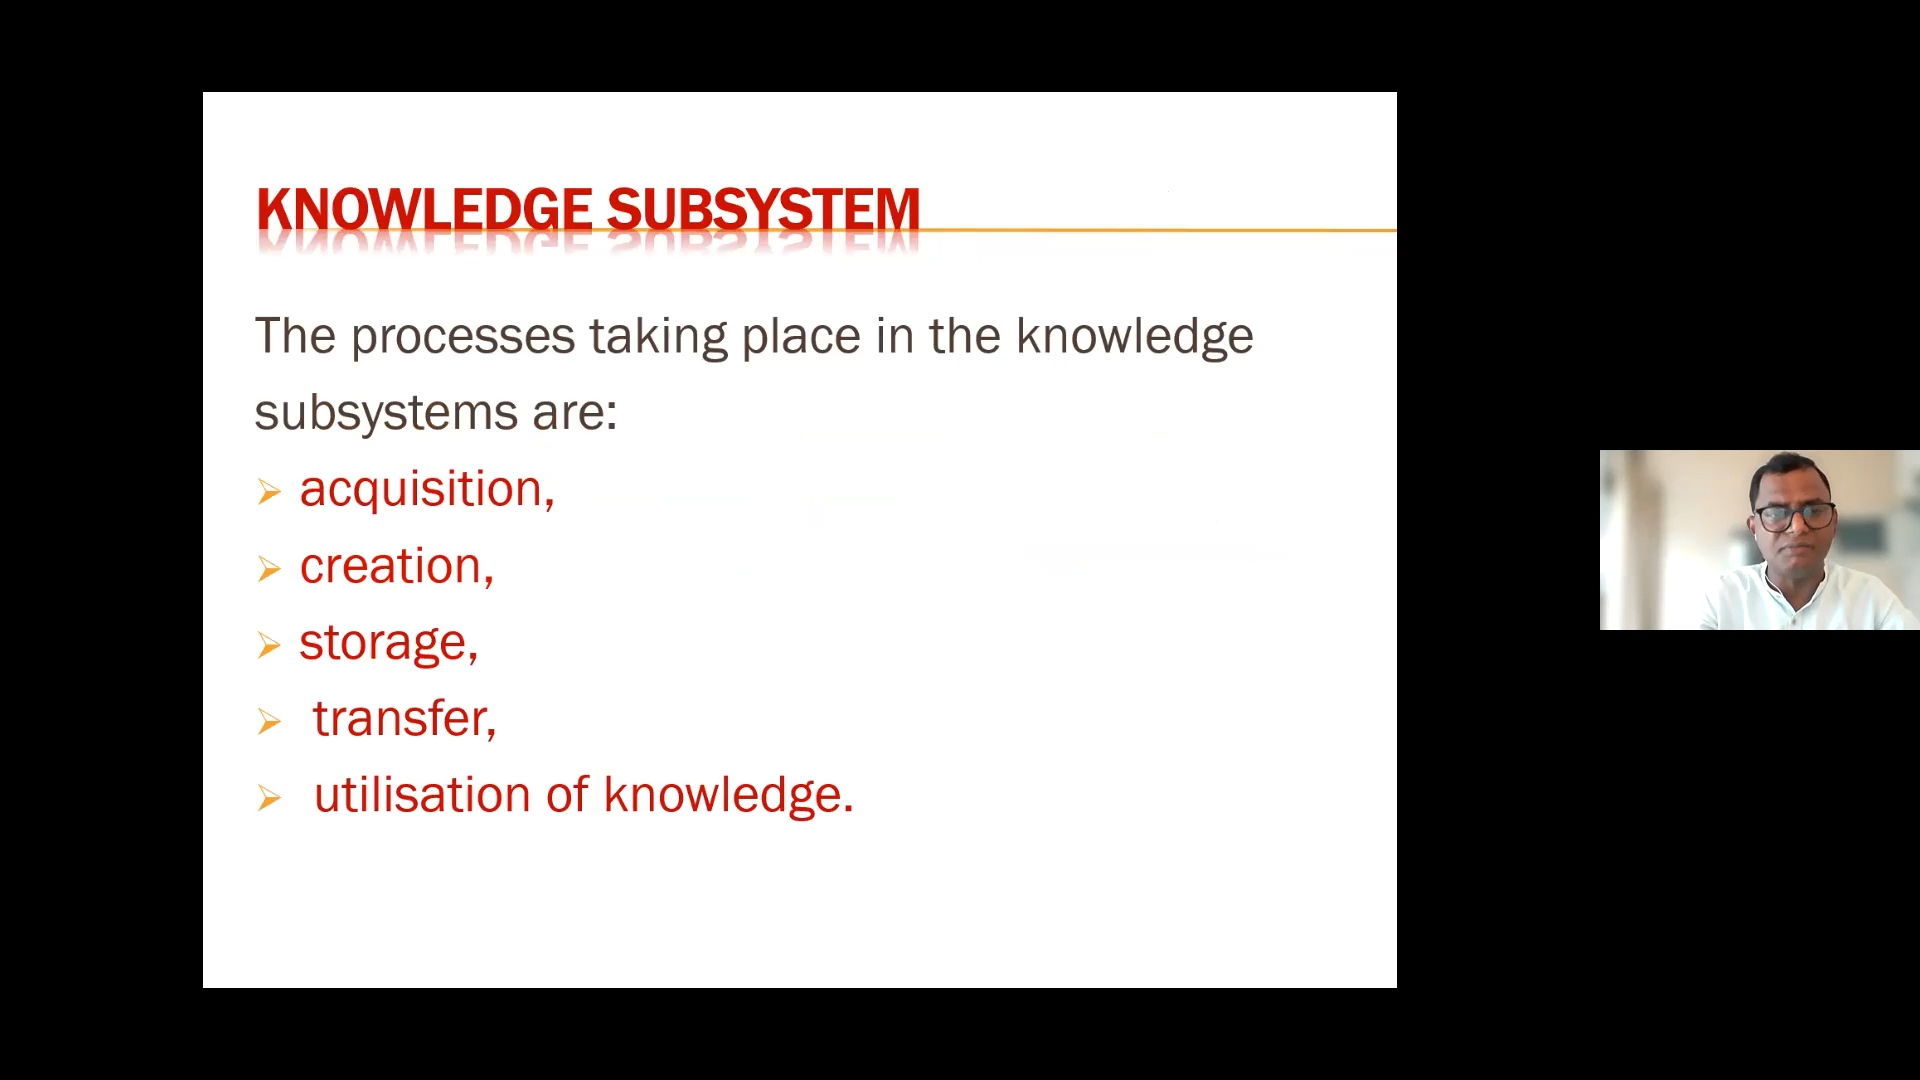 KNOWLEDGE SUBSYSTEM
The processes taking place in the knowledge
subsystems are:
acquisition,
creation,
storage,
transfer,
utilisation of knowledge.